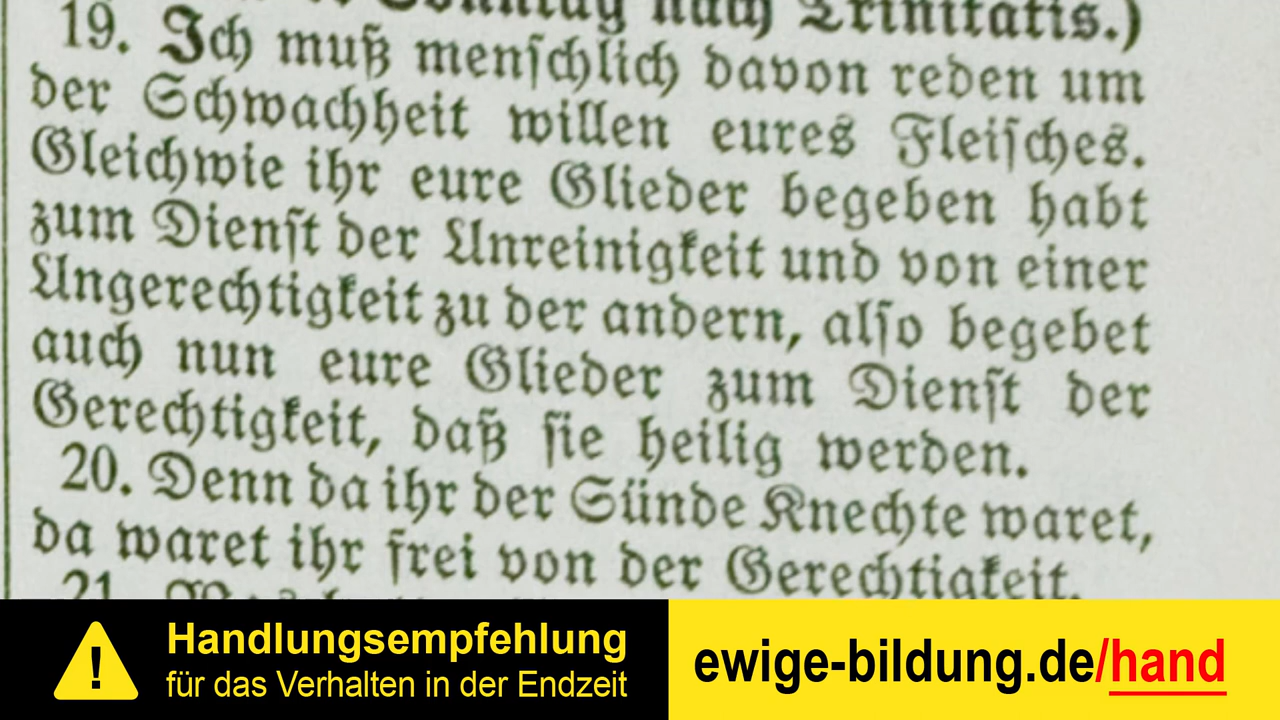 Sonntag nach Trinitatis.)
19. Ich muß menschlich davon reden um
der Schwachheit willen eures Fleisches.
Gleichwie ihr eure Glieder begeben habt
zum Dienst der Unreinigkeit und von einer
Ungerechtigkeit zu der andern, also begebet
auch nun eure Glieder zum Dienst der
Gerechtigkeit, daß sie heilig werden.
20. Denn da ihr der Sünde Knechte waret,
da waret ihr frei von der Gerechtigkeit.
21.
! Handlungsempfehlung
für das Verhalten in der Endzeit
ewige-bildung.de/hand